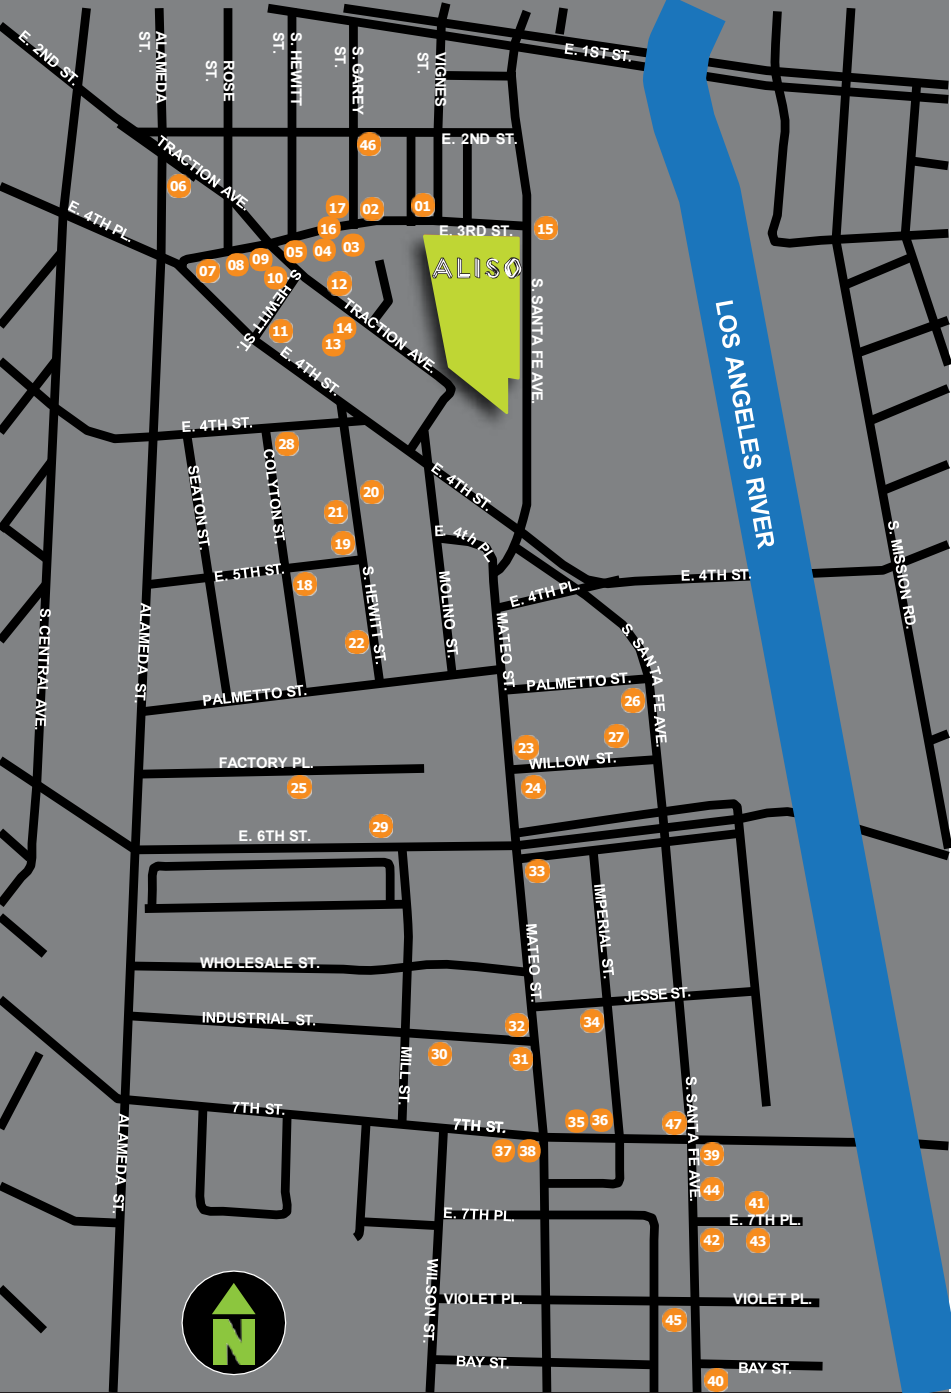 E. 1ST ST.
E. 2ND ST.
ALAMEDA ST.
ROSE ST.
S. HEWITT ST.
S. GAREY ST.
VIGNES ST.
E. 2ND ST.
46
TRACTION AVE.
06
17
02
01
E. 4TH PL.
16
E. 3RD ST.
15
05
04
03
09
08
07
10
ALISO
12
S. HEWITT ST.
S. SANTA FE AVE.
TRACTION AVE.
14
11
13
LOS ANGELES RIVER
E. 4TH ST.
E. 4TH ST.
28
SEATON ST.
COLYTON ST.
E. 4TH ST.
20
21
19
E. 4th PL.
S. MISSION RD.
E. 5TH ST.
18
S. HEWITT ST.
MOLINO ST.
E. 4TH PL.
E. 4TH ST.
S. CENTRAL AVE.
ALAMEDA ST.
22
MATEO ST.
S. SANTA FE AVE.
PALMETTO ST.
PALMETTO ST.
26
27
23
FACTORY PL.
WILLOW ST.
25
24
29
E. 6TH ST.
33
IMPERIAL ST.
MATEO ST.
WHOLESALE ST.
JESSE ST.
INDUSTRIAL ST.
32
34
30
31
MILL ST.
S. SANTA FE AVE.
7TH ST.
7TH ST.
35
36
47
ALAMEDA ST.
37
38
39
44
41
E. 7TH PL.
E. 7TH PL.
42
43
WILSON ST.
VIOLET PL.
VIOLET PL.
45
N
BAY ST.
BAY ST.
40